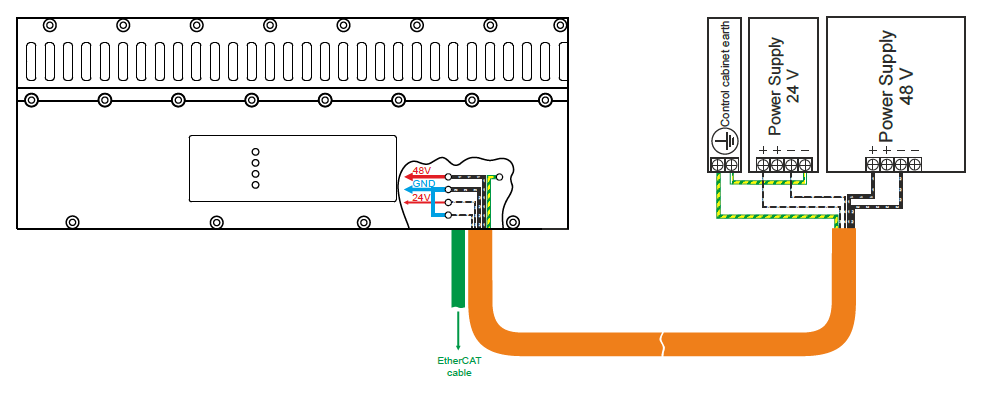 Control cabinet earth
Power Supply
24 V
+ + – –
Power Supply
48 V
+ + – –
48V
GND
24V
EtherCAT
cable